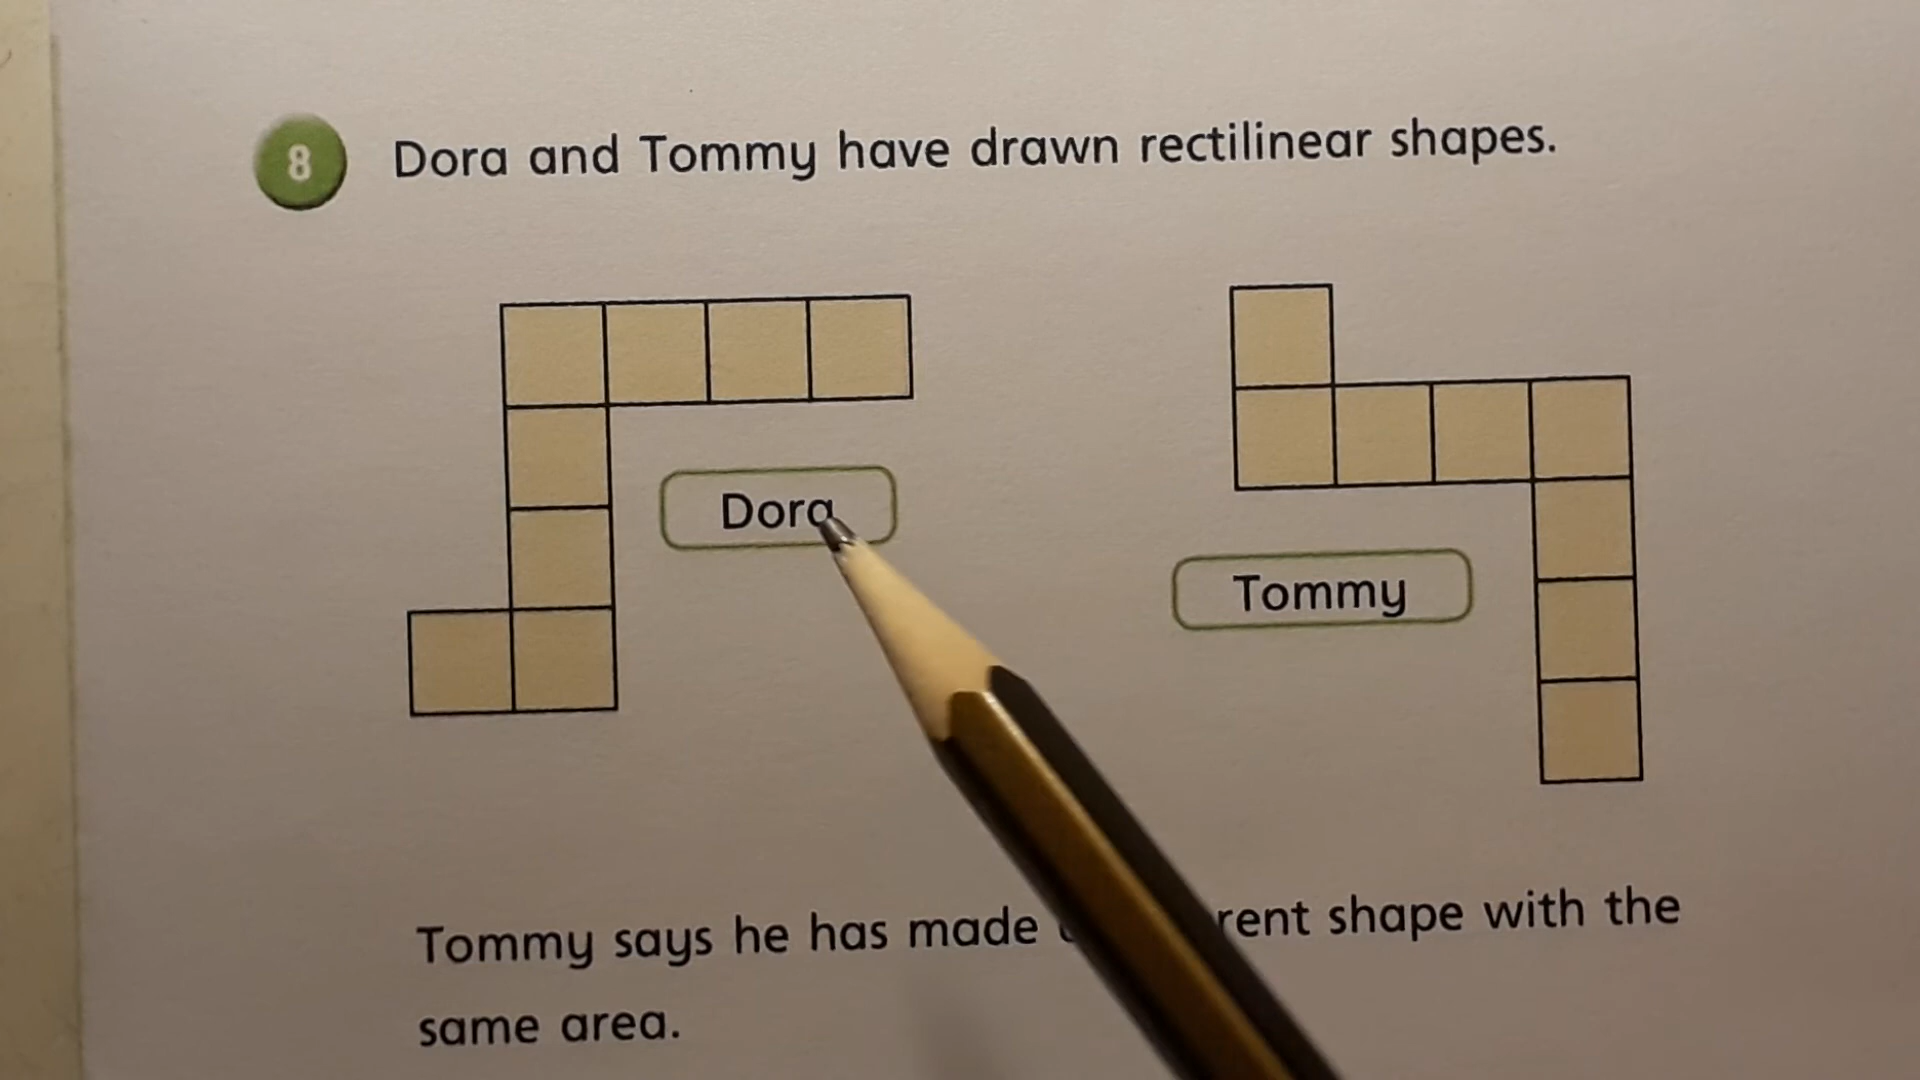 8 Dora and Tommy have drawn rectilinear shapes.
Dora
Tommy
Tommy says he has made shape with the
same area.